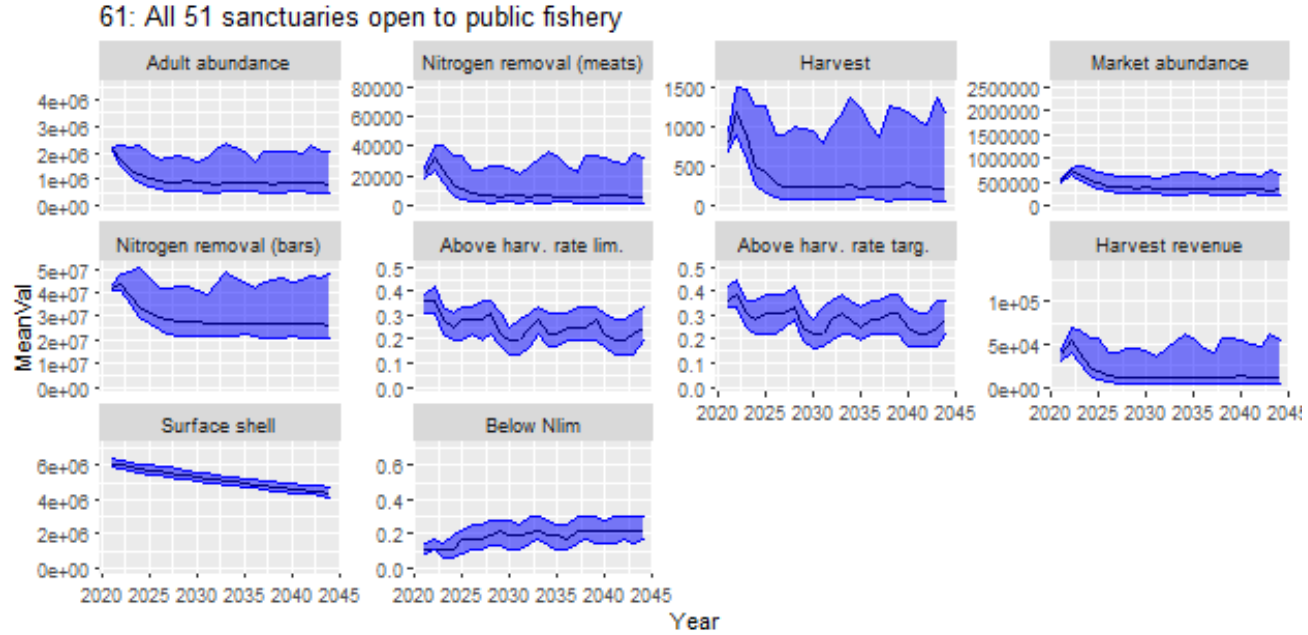 61: All 51 sanctuaries open to public fishery
Adult abundance
Nitrogen removal (meats)
Harvest
Market abundance
4e+06
3e+06
2e+06
1e+06
0e+00
80000
60000
40000
20000
0
1500
1000
500
0
2500000
2000000
1500000
1000000
500000
0
Nitrogen removal (bars)
Above harv. rate lim.
Above harv. rate targ.
Harvest revenue
5e+07
4e+07
3e+07
2e+07
1e+07
0e+00
0.5
0.4
0.3
0.2
0.1
0.0
0.5
0.4
0.3
0.2
0.1
0.0
1e+05
5e+04
0e+00
2020 2025 2030 2035 2040 2045
2020 2025 2030 2035 2040 2045
Surface shell
Below Nlim
6e+06
4e+06
2e+06
0e+00
0.6
0.4
0.2
0.0
2020 2025 2030 2035 2040 2045
2020 2025 2030 2035 2040 2045
MeanVal
Year